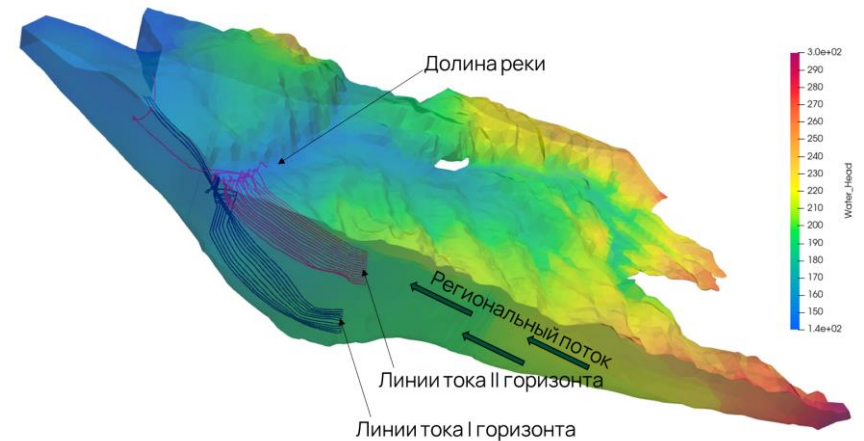 Долина реки
3.0e+02
290
280
270
260
250
240
230
220
210
200
190
180
170
160
150
1.4e+02
Water_Head
Региональный поток
Линии тока II горизонта
Линии тока I горизонта